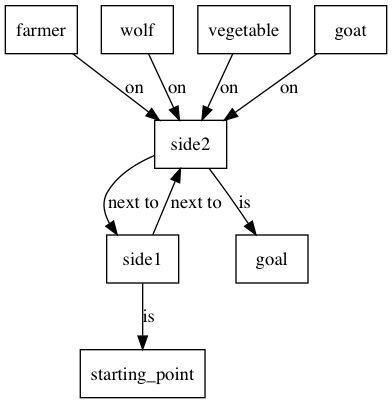 farmer
wolf
vegetable
goat
on
on
on
on
side2
next to
next to
is
side1
goal
is
starting_point